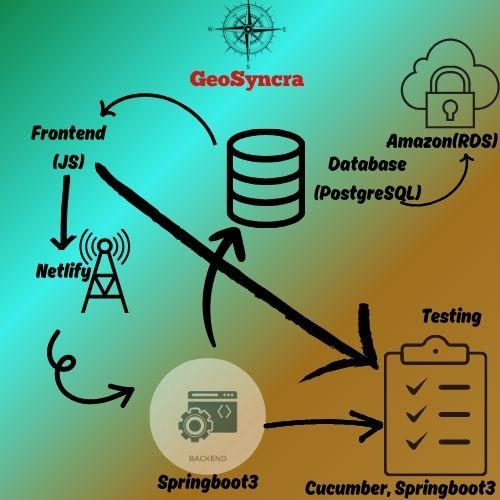 N
W E
S
GeoSyncra
Frontend
(JS)
Amazon(RDS)
Database
(PostgreSQL)
Netlify
Testing
BACKEND
Springboot3
Cucumber, Springboot3